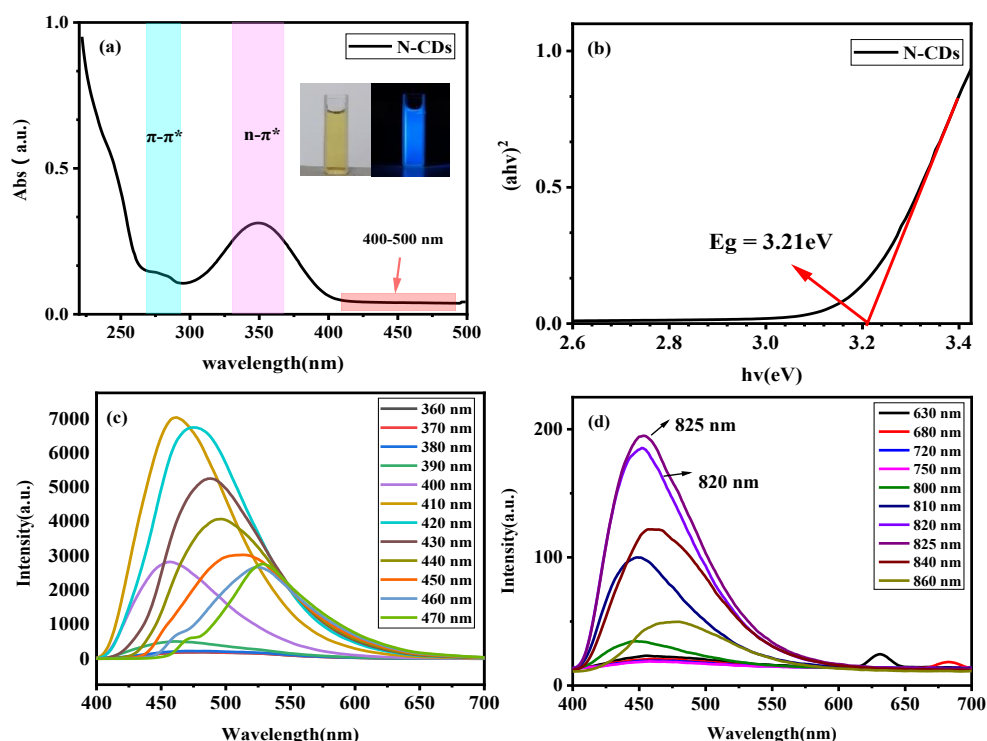 (a)
N-CDs
π-π*
n-π*
400-500 nm
Abs ( a.u.)
1.0
0.5
0.0
250
300
350
400
450
500
wavelength(nm)
(b)
N-CDs
Eg = 3.21eV
(ahv)²
1.0
0.5
0.0
2.6
2.8
3.0
3.2
3.4
hv(eV)
(c)
360 nm
370 nm
380 nm
390 nm
400 nm
410 nm
420 nm
430 nm
440 nm
450 nm
460 nm
470 nm
Intensity(a.u.)
7000
6000
5000
4000
3000
2000
1000
0
400
450
500
550
600
650
700
Wavelength(nm)
(d)
825 nm
820 nm
630 nm
680 nm
720 nm
750 nm
800 nm
810 nm
820 nm
825 nm
840 nm
860 nm
Intensity(a.u.)
200
100
0
400
450
500
550
600
650
700
Wavelength(nm)